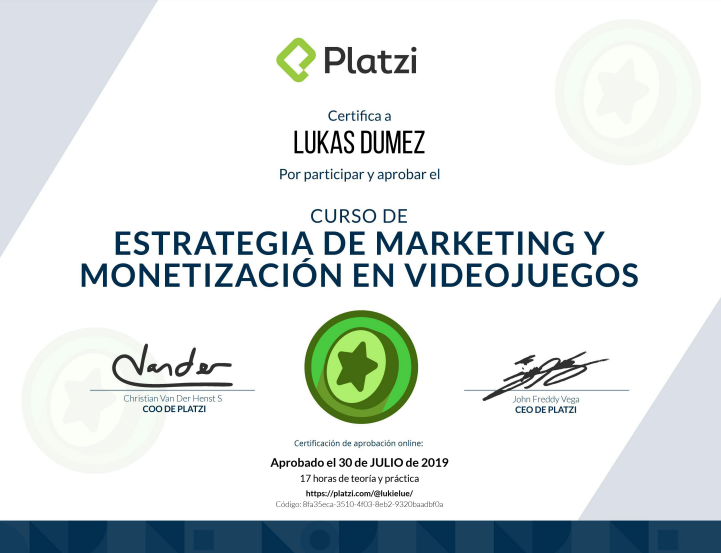 Platzi
Certifica a
LUKAS DUMEZ
Por participar y aprobar el
CURSO DE
ESTRATEGIA DE MARKETING Y
MONETIZACIÓN EN VIDEOJUEGOS
Vander
Christian Van Der Henst S
COO DE PLATZI
John Freddy Vega
CEO DE PLATZI
Certificación de aprobación online:
Aprobado el 30 de JULIO de 2019
17 horas de teoría y práctica
https://platzi.com/@lukielue/
Código: 8fa35eca-3510-4f03-8eb2-9320baadbf0a